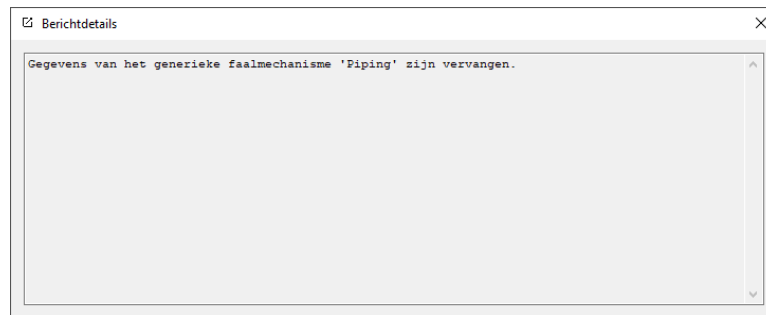 Berichtdetails
Gegevens van het generieke faalmechanisme 'Piping' zijn vervangen.